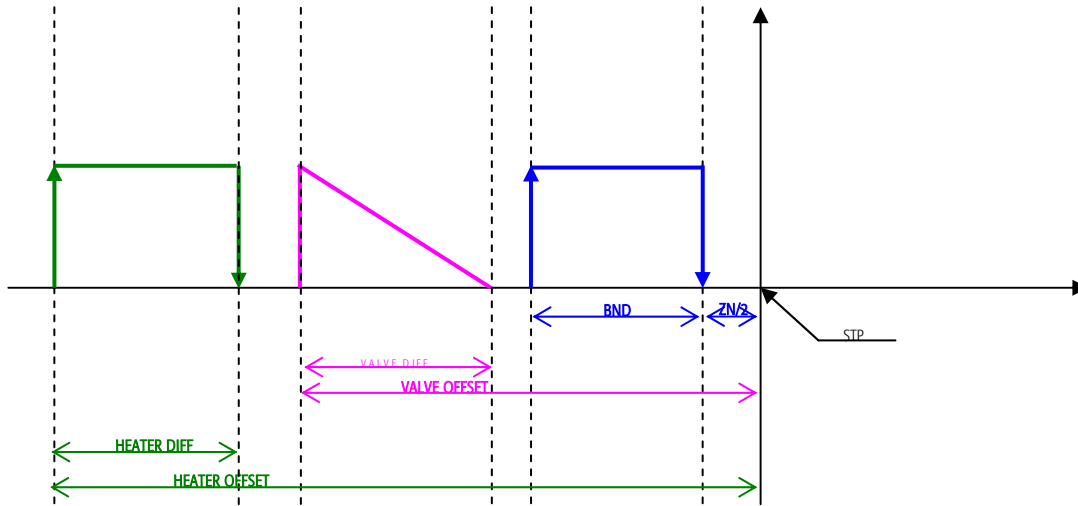 BND
ZN/2
STP
VALVE DIFF
VALVE OFFSET
HEATER DIFF
HEATER OFFSET